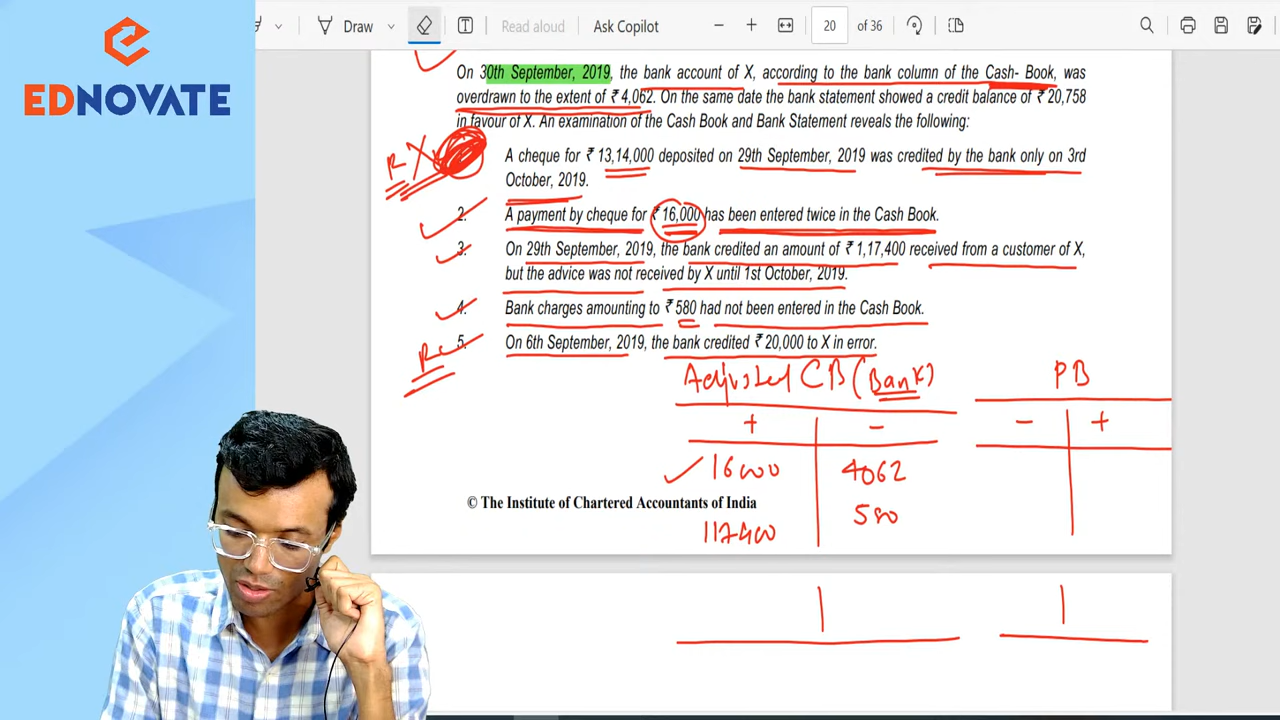 EDNOVATE
Draw
Read aloud
Ask Copilot
20 of 36
On 30th September, 2019, the bank account of X, according to the bank column of the Cash- Book, was
overdrawn to the extent of ₹ 4,062. On the same date the bank statement showed a credit balance of ₹ 20,758
in favour of X. An examination of the Cash Book and Bank Statement reveals the following:
R X
A cheque for ₹ 13,14,000 deposited on 29th September, 2019 was credited by the bank only on 3rd
October, 2019.
2. A payment by cheque for ₹ 16,000 has been entered twice in the Cash Book.
3. On 29th September, 2019, the bank credited an amount of ₹ 1,17,400 received from a customer of X,
but the advice was not received by X until 1st October, 2019.
4. Bank charges amounting to ₹ 580 had not been entered in the Cash Book.
5. On 6th September, 2019, the bank credited ₹ 20,000 to X in error.
Adjusted CB (Bank) PB
+ - - +
16000 4062
© The Institute of Chartered Accountants of India
580
117400